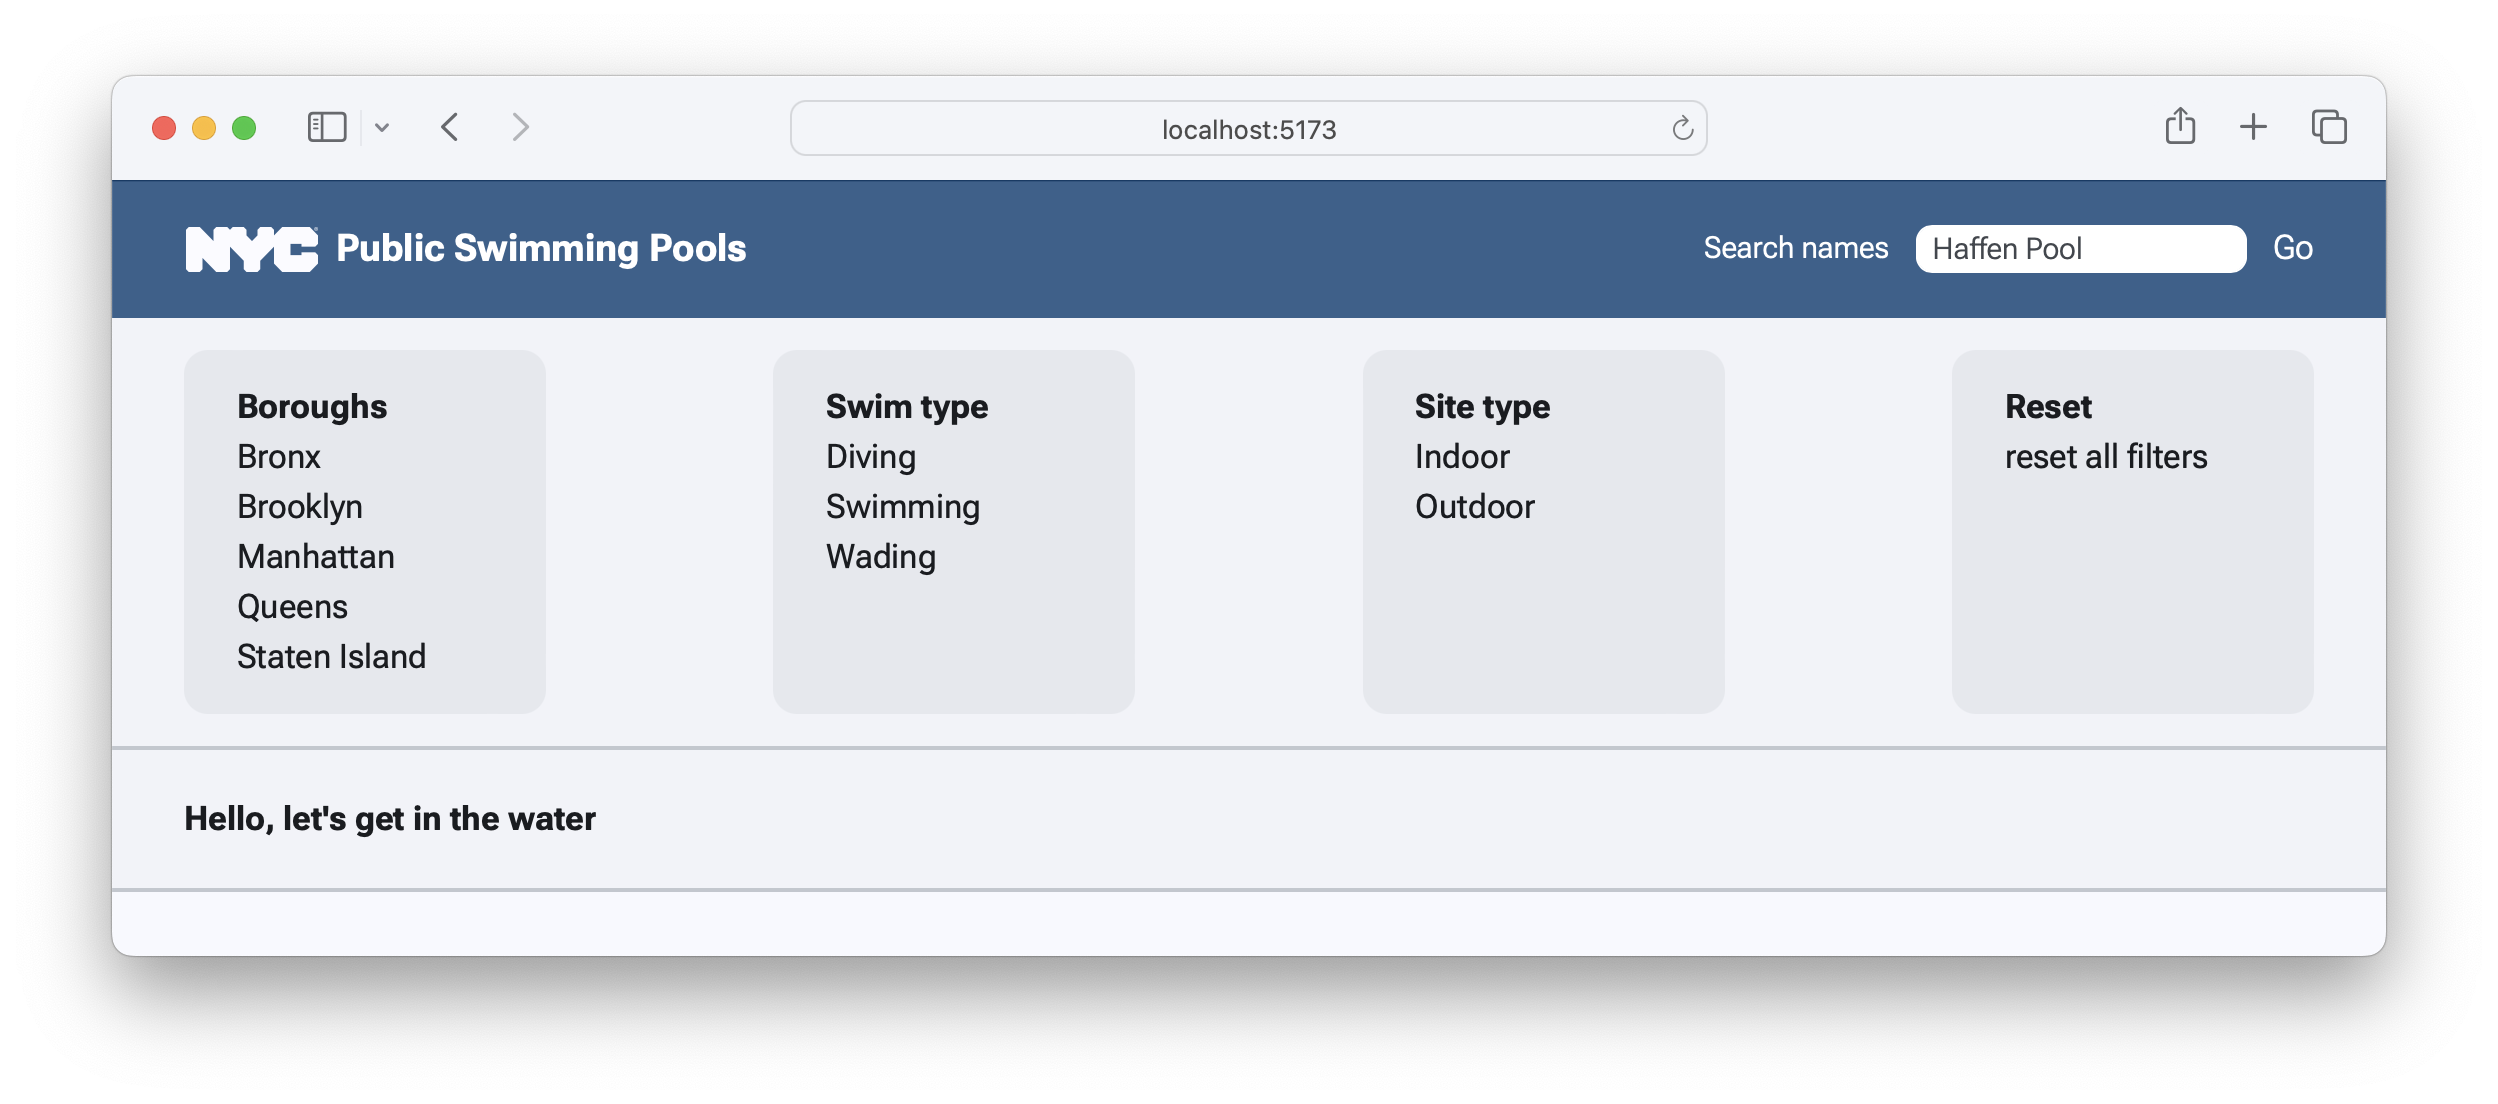 localhost:5173
NYC Public Swimming Pools
Search names Haffen Pool Go
Boroughs
Bronx
Brooklyn
Manhattan
Queens
Staten Island
Swim type
Diving
Swimming
Wading
Site type
Indoor
Outdoor
Reset
reset all filters
Hello, let's get in the water